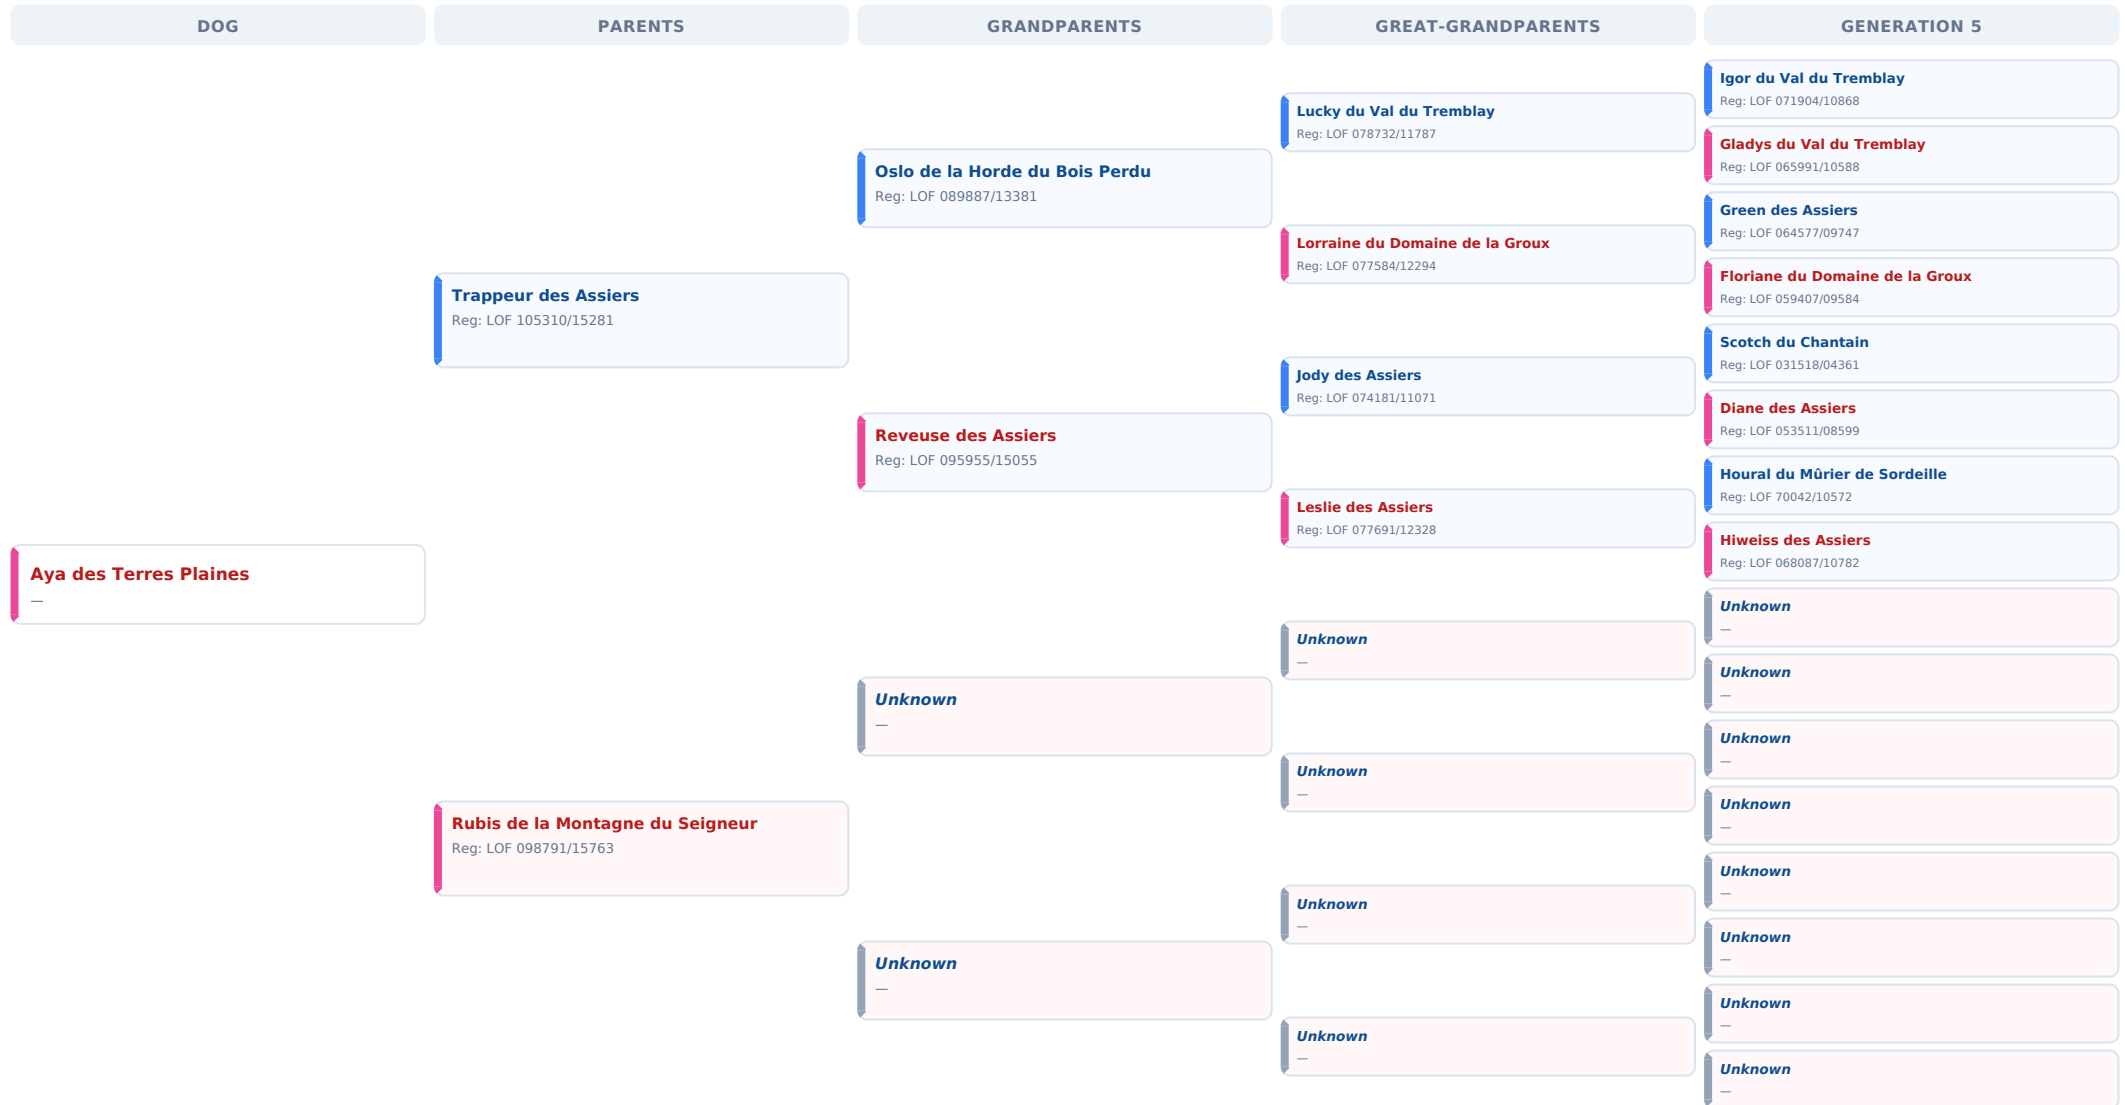 DOG
PARENTS
GRANDPARENTS
GREAT-GRANDPARENTS
GENERATION 5
Aya des Terres Plaines
—
Trappeur des Assiers
Reg: LOF 105310/15281
Rubis de la Montagne du Seigneur
Reg: LOF 098791/15763
Oslo de la Horde du Bois Perdu
Reg: LOF 089887/13381
Reveuse des Assiers
Reg: LOF 095955/15055
Unknown
—
Unknown
—
Lucky du Val du Tremblay
Reg: LOF 078732/11787
Lorraine du Domaine de la Groux
Reg: LOF 077584/12294
Jody des Assiers
Reg: LOF 074181/11071
Leslie des Assiers
Reg: LOF 077691/12328
Unknown
—
Unknown
—
Unknown
—
Unknown
—
Igor du Val du Tremblay
Reg: LOF 071904/10868
Gladys du Val du Tremblay
Reg: LOF 065991/10588
Green des Assiers
Reg: LOF 064577/09747
Floriane du Domaine de la Groux
Reg: LOF 059407/09584
Scotch du Chantain
Reg: LOF 031518/04361
Diane des Assiers
Reg: LOF 053511/08599
Houral du Mûrier de Sordeille
Reg: LOF 70042/10572
Hiweiss des Assiers
Reg: LOF 068087/10782
Unknown
—
Unknown
—
Unknown
—
Unknown
—
Unknown
—
Unknown
—
Unknown
—
Unknown
—